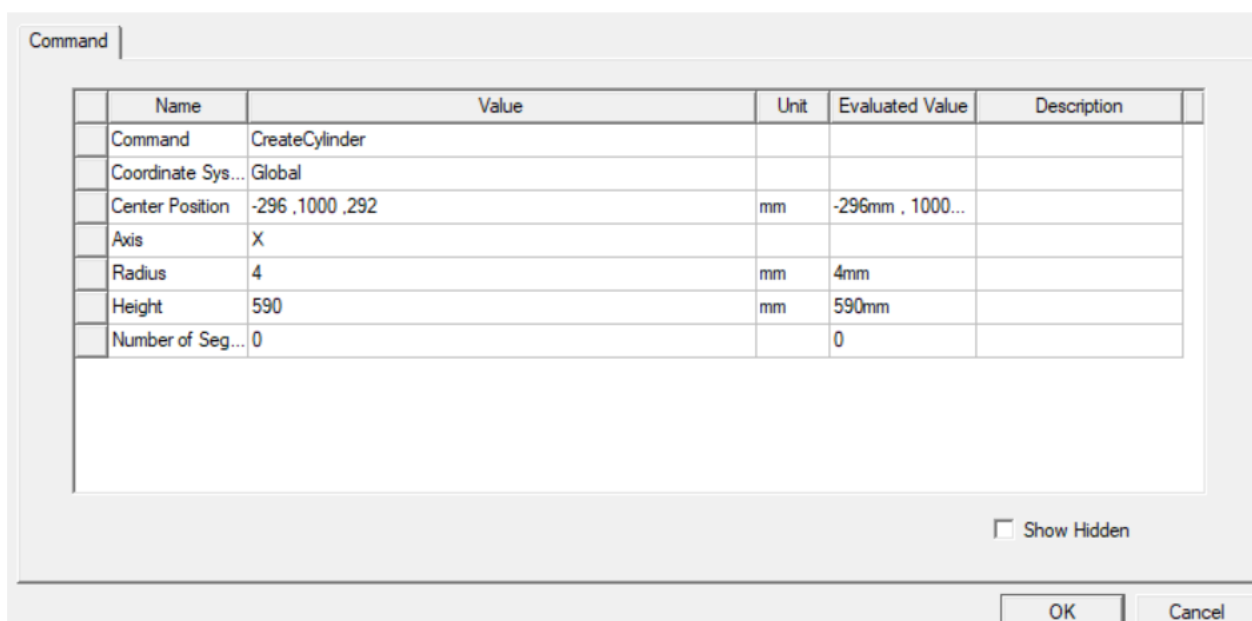 Command
Name Value Unit Evaluated Value Description
Command CreateCylinder
Coordinate Sys... Global
Center Position -296 ,1000 ,292 mm -296mm , 1000...
Axis X
Radius 4 mm 4mm
Height 590 mm 590mm
Number of Seg... 0 0
Show Hidden
OK Cancel